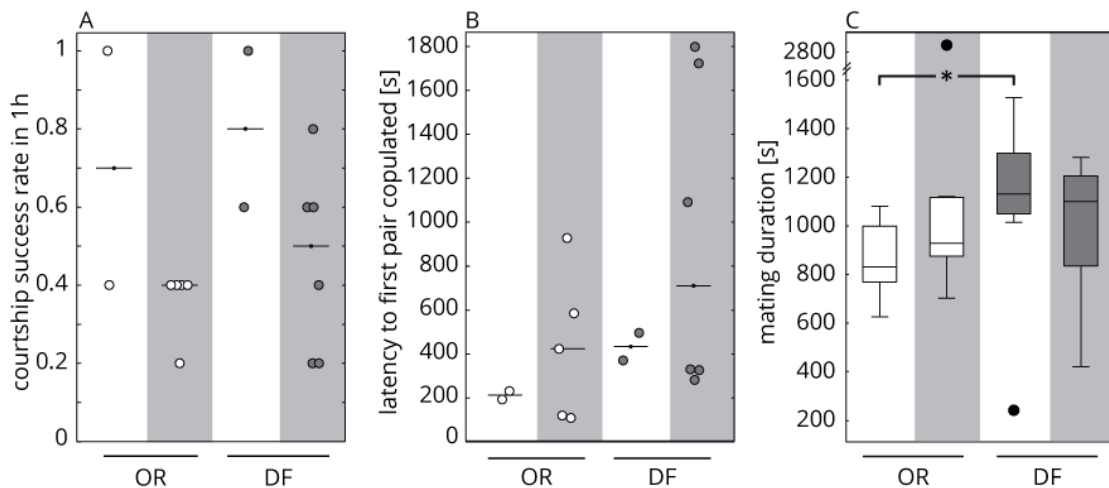 A
courtship success rate in 1h
1
0.8
0.6
0.4
0.2
0
OR
DF
B
latency to first pair copulated [s]
1800
1600
1400
1200
1000
800
600
400
200
0
OR
DF
C
mating duration [s]
2800
1600
1400
1200
1000
800
600
400
200
*
OR
DF